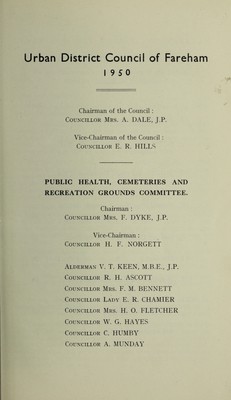 Urban District Council of Fareham
1950
Chairman of the Council :
Councillor Mrs. A. DALE, J.P.
Vice-Chairman of the Council :
Councillor E. R. HILLS
PUBLIC HEALTH, CEMETERIES AND
RECREATION GROUNDS COMMITTEE.
Chairman :
Councillor Mrs. F. DYKE, J.P.
Vice-Chairman :
Councillor H. F. NORGETT
Alderman V. T. KEEN, M.B.E., J.P.
Councillor R. H. ASCOTT
Councillor Mrs. F. M. BENNETT
Councillor Lady E. R. CHAMIER
Councillor Mrs. H. O. FLETCHER
Councillor W. G. HAYES
Councillor C. HUMBY
Councillor A. MUNDAY